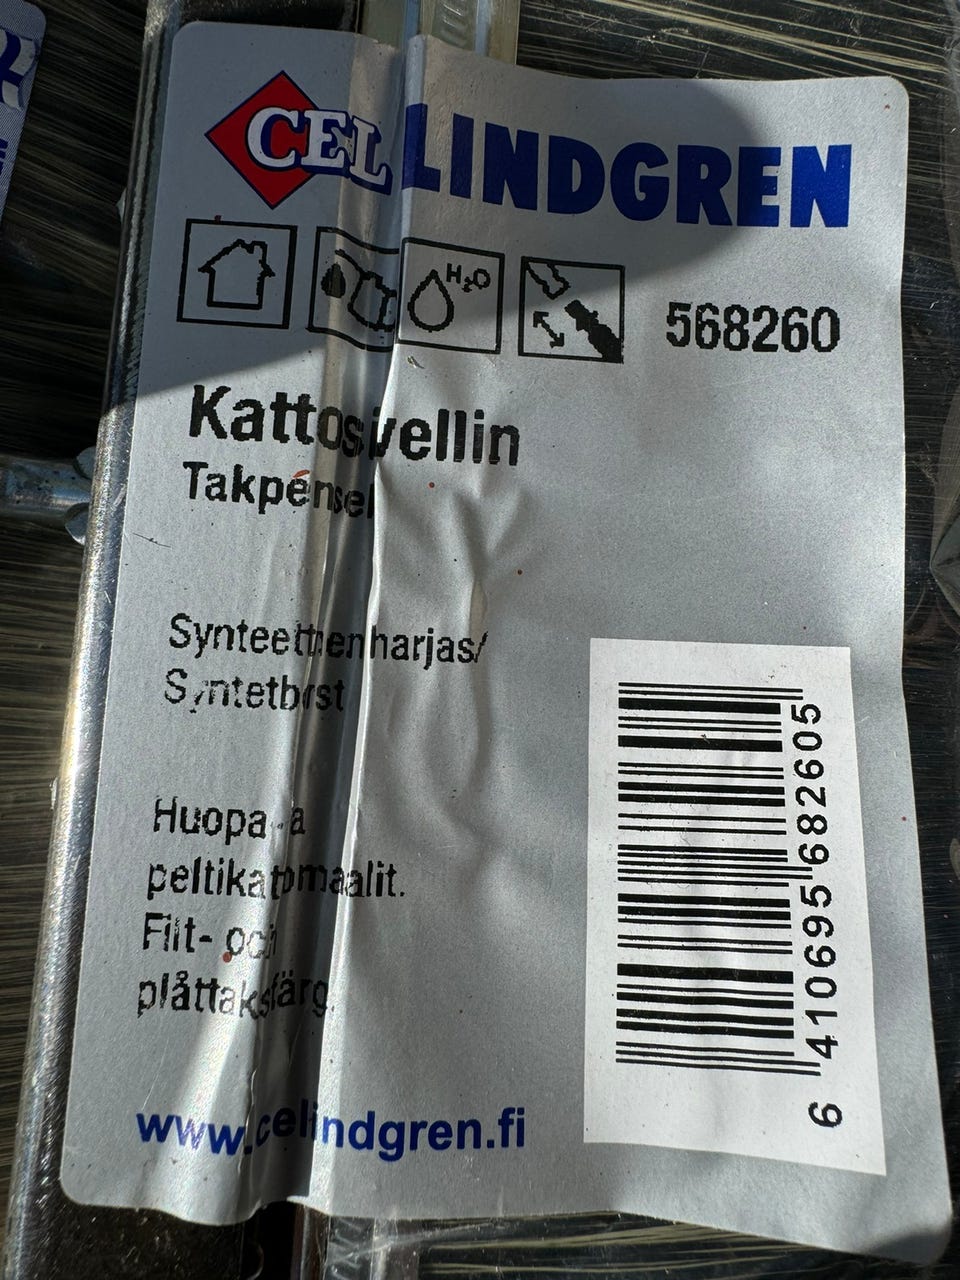 CEL LINDGREN
H₂O
568260
Kattosivellin
Takpensel
Synteettinenharjas/
Syntetborst
Huopa- ja
peltikattomaalit.
Filt- och
plåttaksfärg.
www.celindgren.fi
6 410695 682605